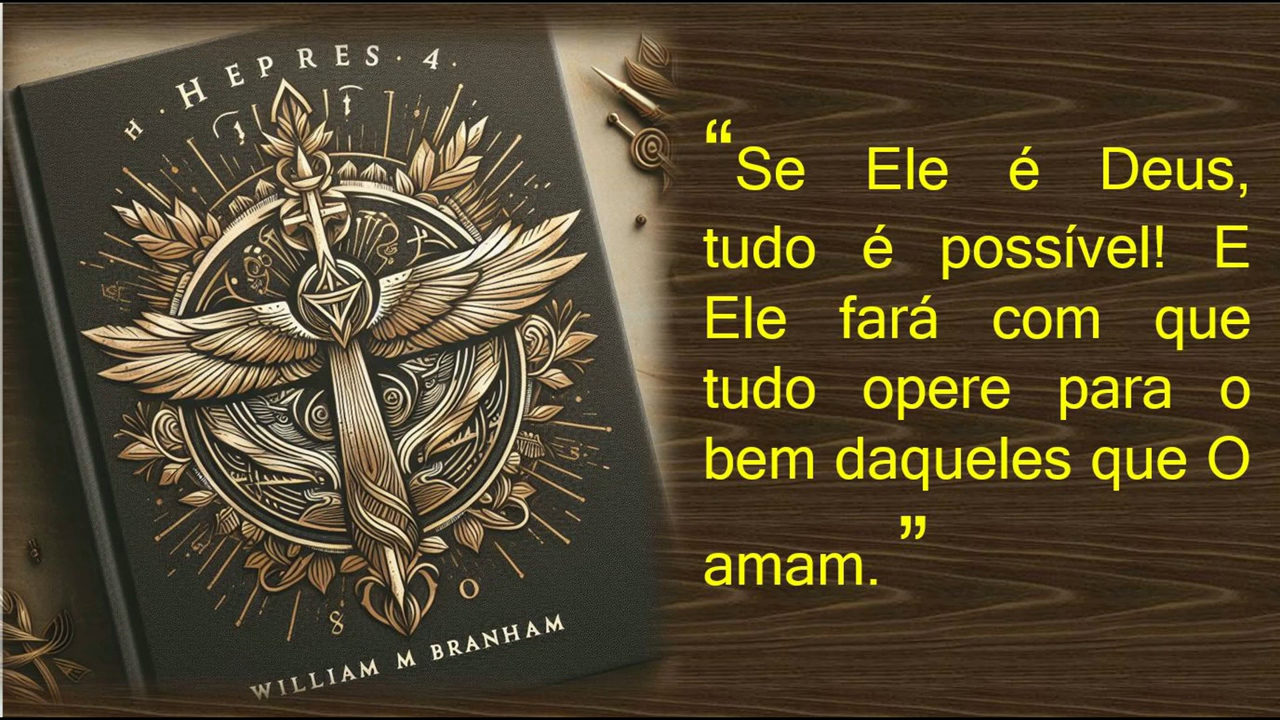 H · HEPRES · 4 ·
8 O
WILLIAM M BRANHAM
“Se Ele é Deus,
tudo é possível! E
Ele fará com que
tudo opere para o
bem daqueles que O
amam. ”